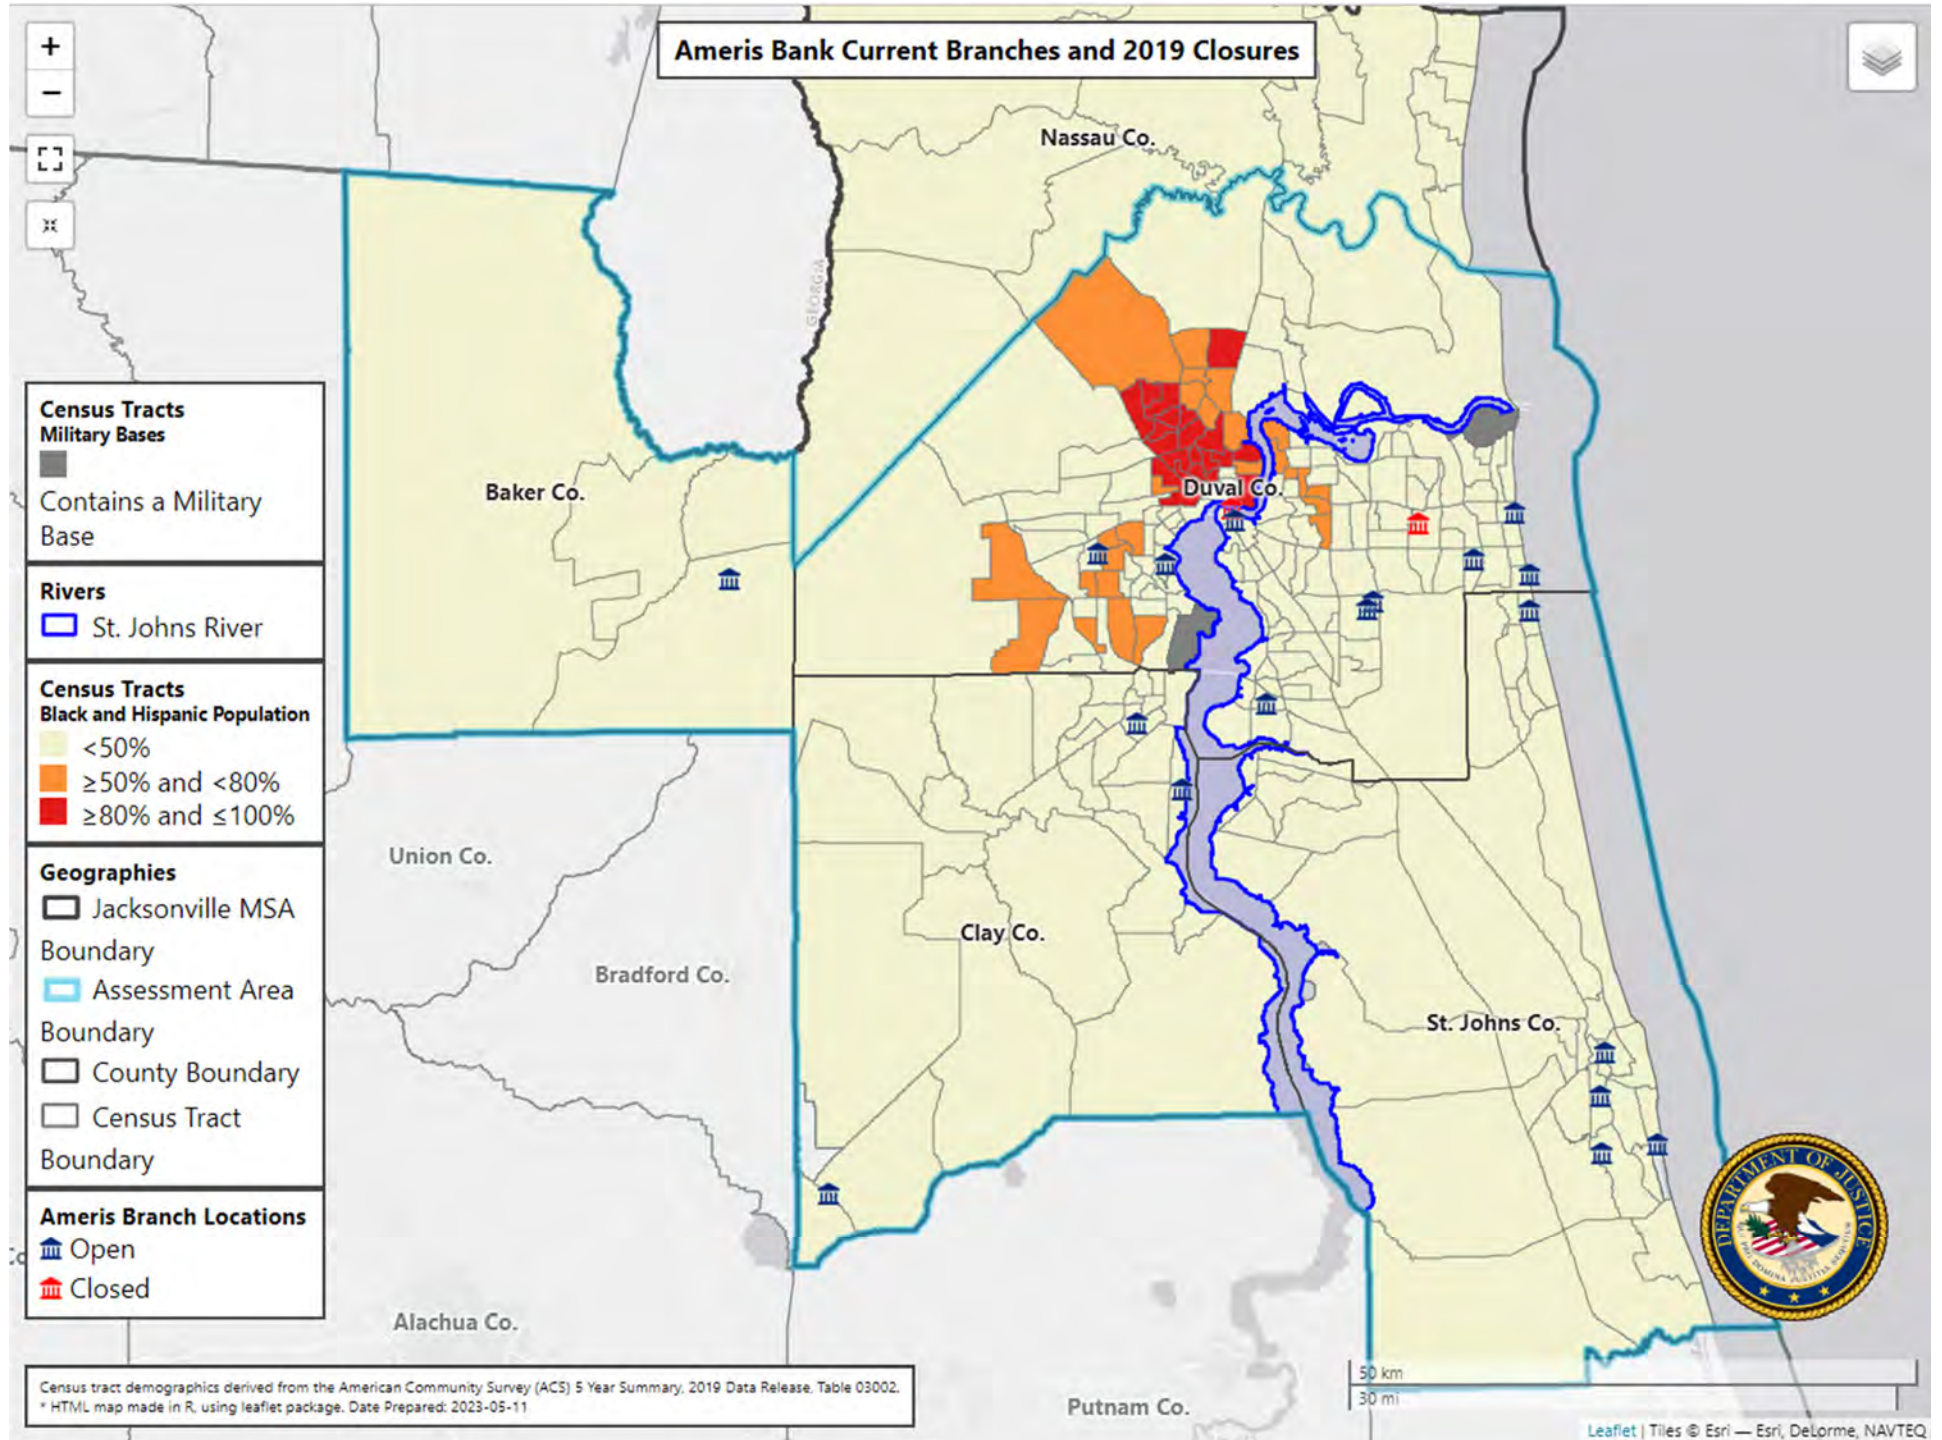 Ameris Bank Current Branches and 2019 Closures
+
−
Nassau Co.
GEORGIA
Census Tracts
Military Bases
Contains a Military
Base
Rivers
St. Johns River
Census Tracts
Black and Hispanic Population
<50%
≥50% and <80%
≥80% and ≤100%
Geographies
Jacksonville MSA
Boundary
Assessment Area
Boundary
County Boundary
Census Tract
Boundary
Ameris Branch Locations
Open
Closed
Baker Co.
Duval Co.
Union Co.
Bradford Co.
Clay Co.
St. Johns Co.
Alachua Co.
Putnam Co.
DEPARTMENT OF JUSTICE
50 km
30 mi
Census tract demographics derived from the American Community Survey (ACS) 5 Year Summary, 2019 Data Release, Table 03002.
* HTML map made in R, using leaflet package. Date Prepared: 2023-05-11
Leaflet | Tiles © Esri — Esri, DeLorme, NAVTEQ